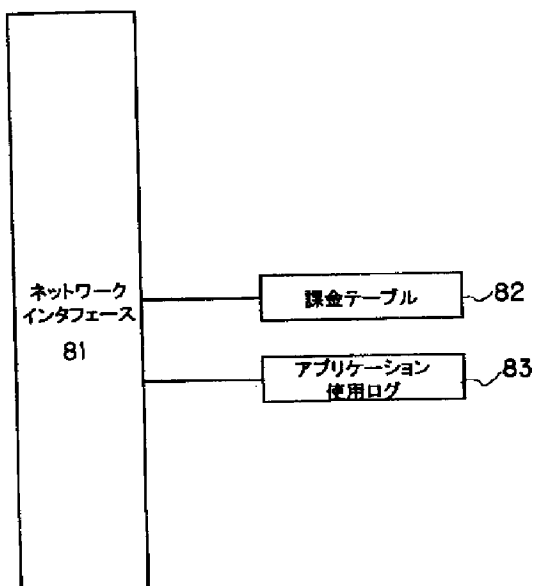 ネットワーク
インタフェース
81
課金テーブル
82
アプリケーション
使用ログ
83